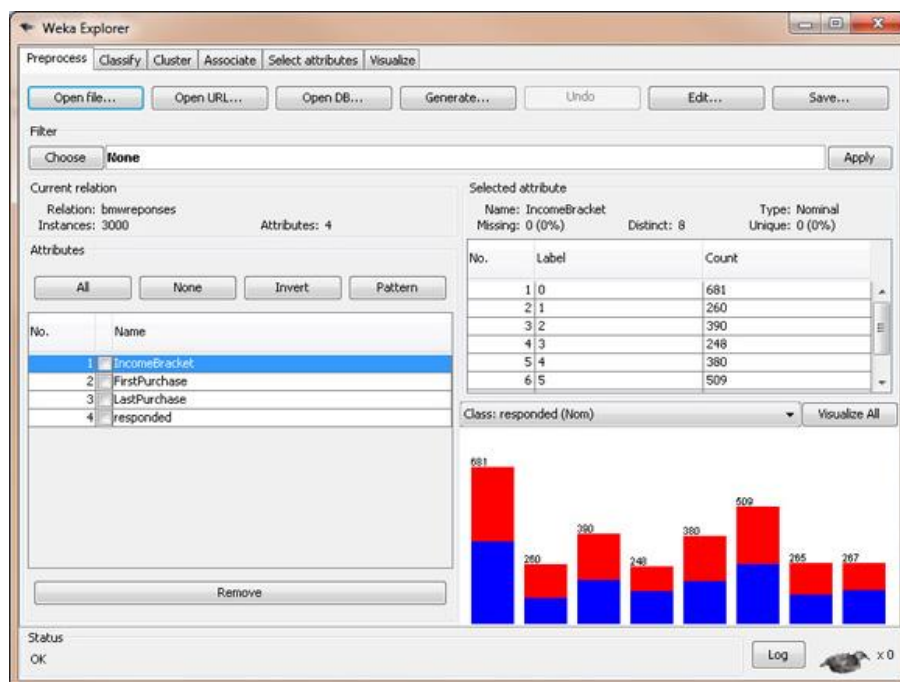 Weka Explorer
Preprocess Classify Cluster Associate Select attributes Visualize
Open file... Open URL... Open DB... Generate... Undo Edit... Save...
Filter
Choose None Apply
Current relation
Relation: bmwreponses
Instances: 3000 Attributes: 4
Attributes
All None Invert Pattern
No. Name
1 IncomeBracket
2 FirstPurchase
3 LastPurchase
4 responded
Remove
Selected attribute
Name: IncomeBracket Type: Nominal
Missing: 0 (0%) Distinct: 8 Unique: 0 (0%)
No. Label Count
1 0 681
2 1 260
3 2 390
4 3 248
5 4 380
6 5 509
Class: responded (Nom) Visualize All
681 260 390 248 380 509 265 267
Status
OK
Log x 0